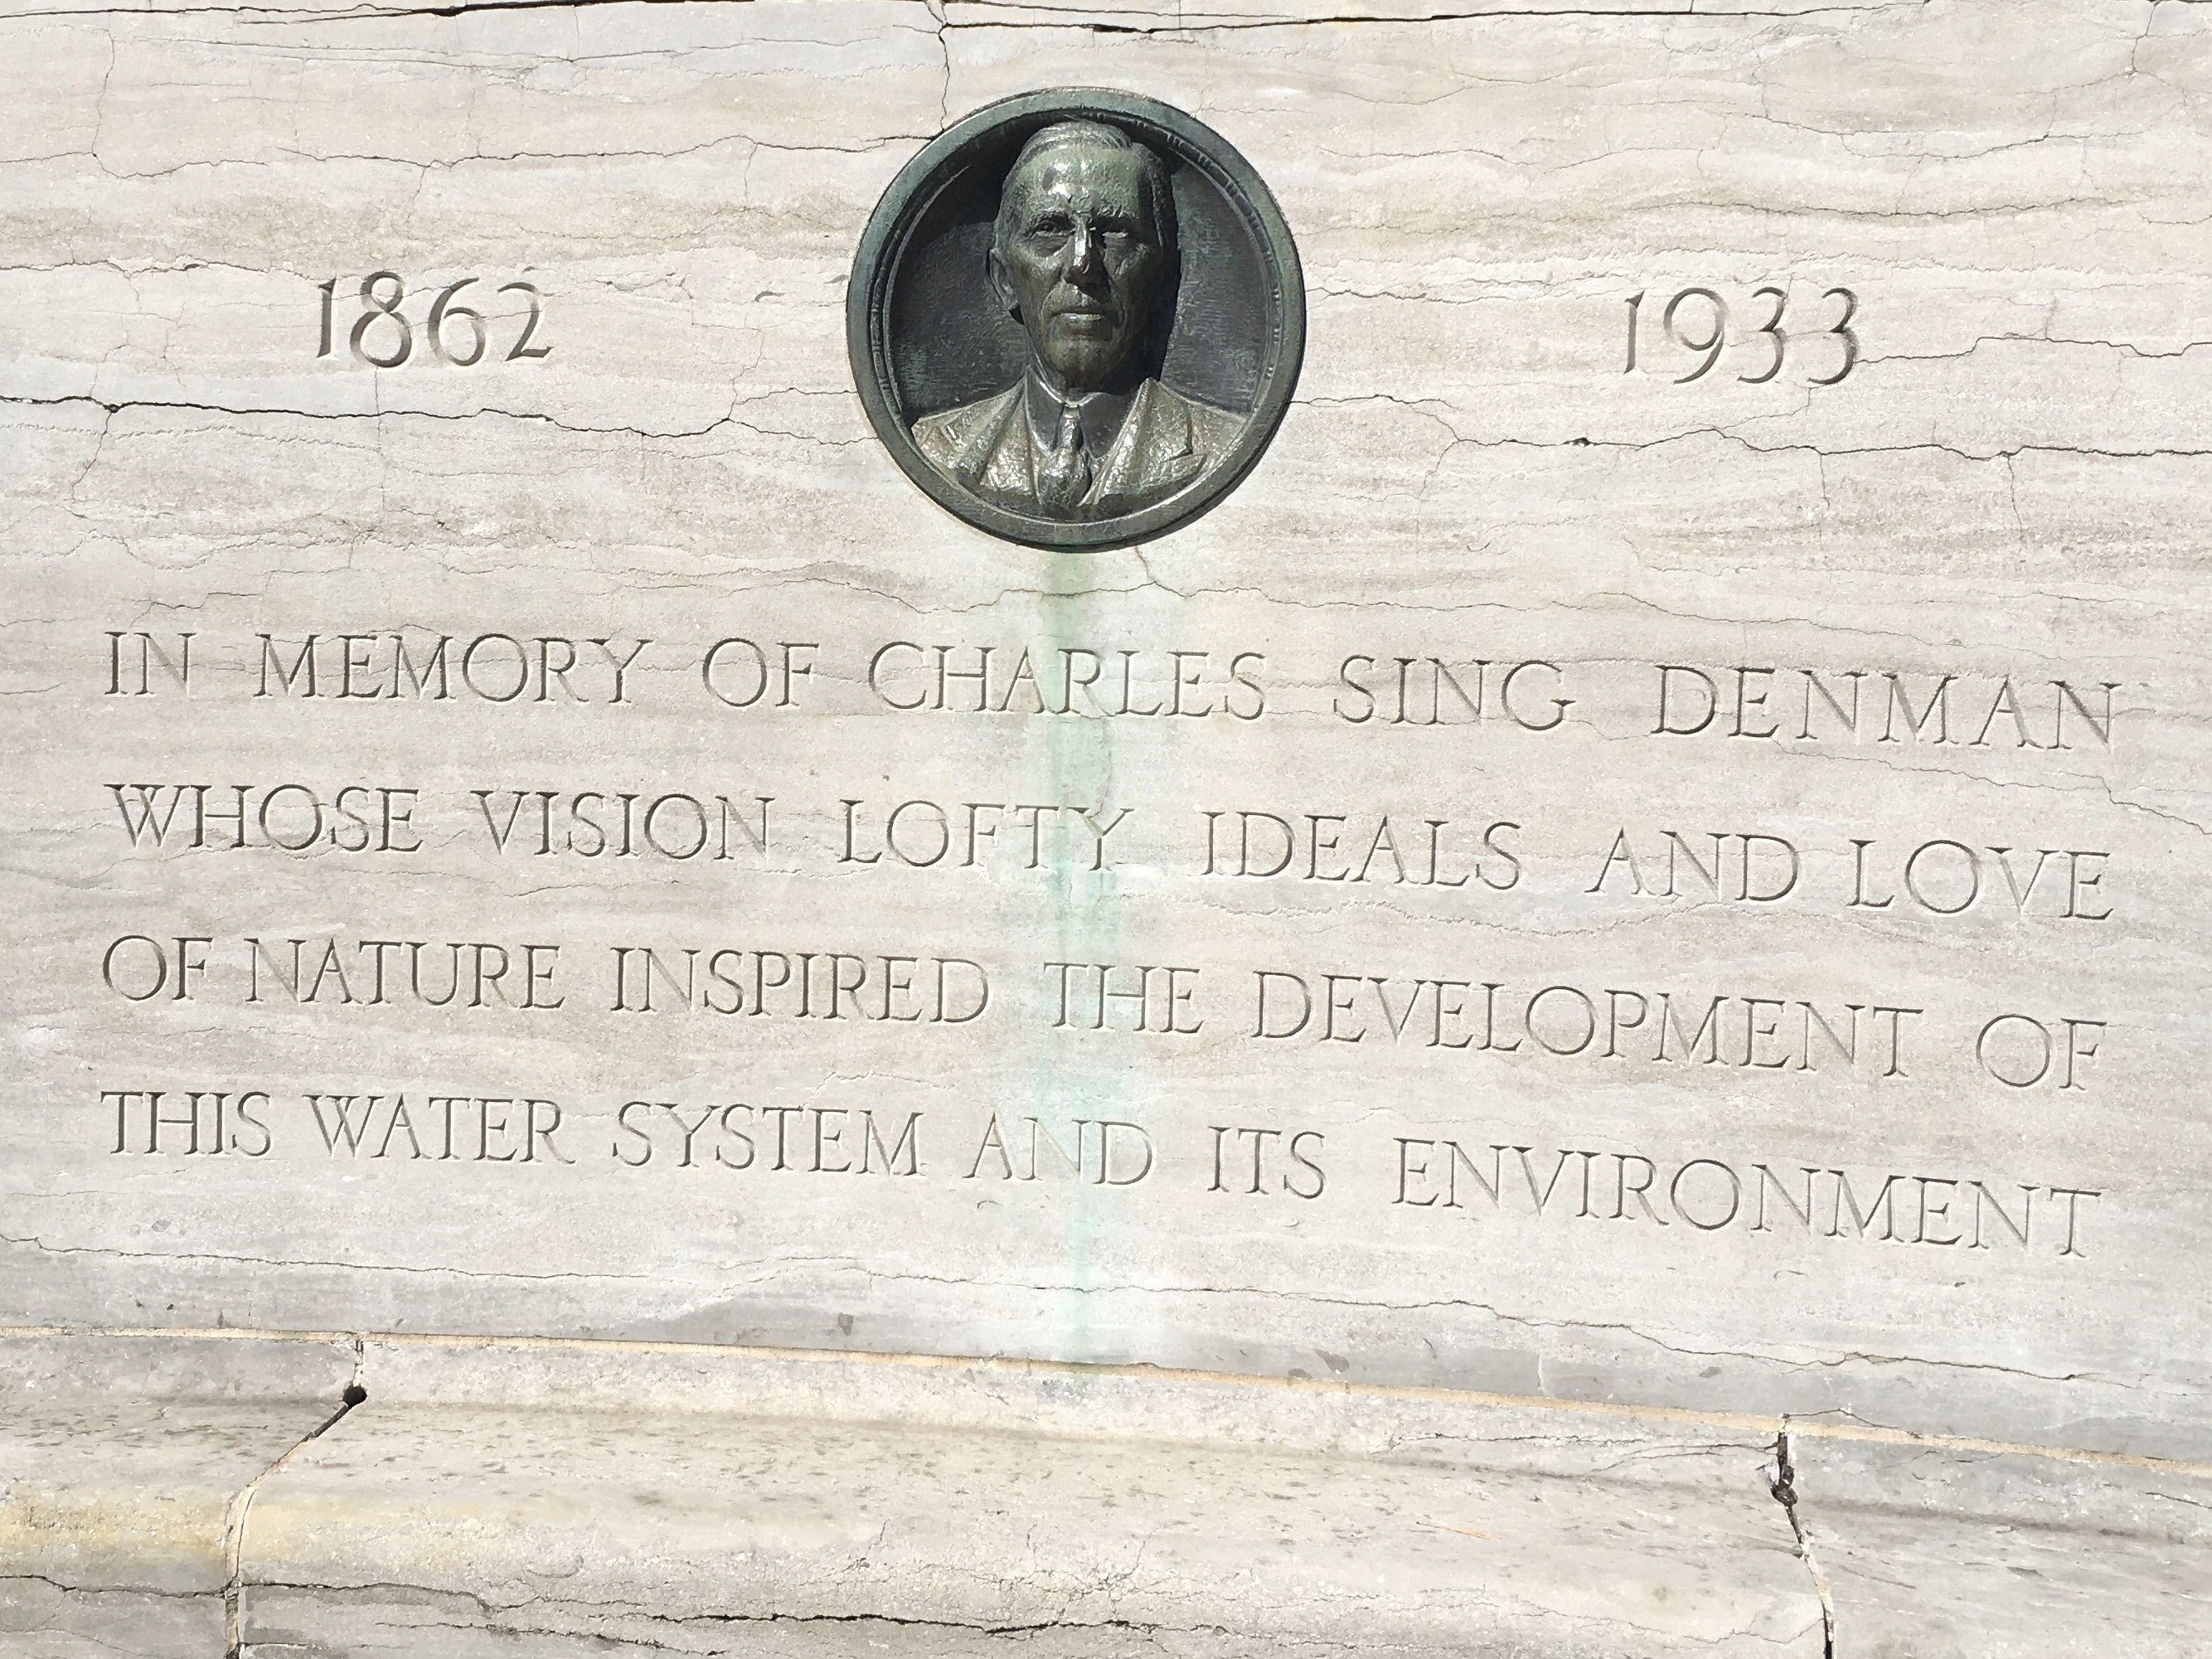 1862 1933
IN MEMORY OF CHARLES SING DENMAN
WHOSE VISION LOFTY IDEALS AND LOVE
OF NATURE INSPIRED THE DEVELOPMENT OF
THIS WATER SYSTEM AND ITS ENVIRONMENT